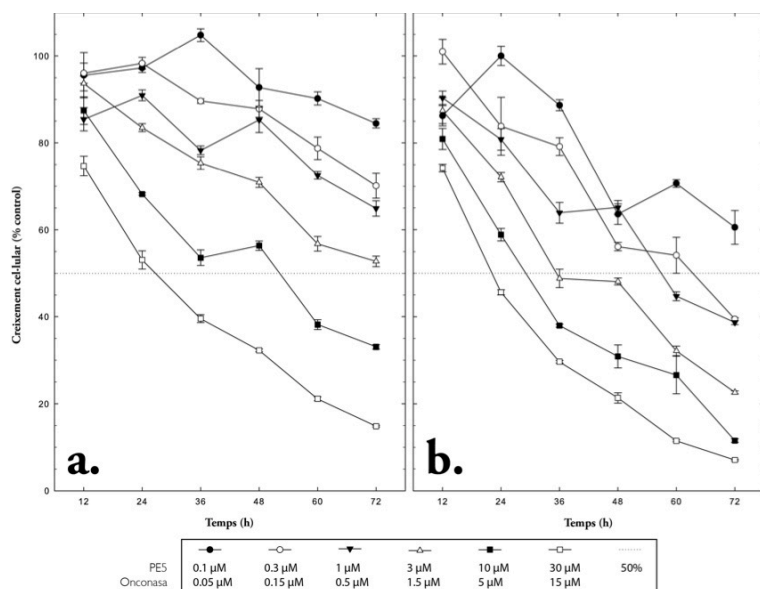 Creixement cel·lular (% control)
100
80
60
40
20
0
a.
b.
12 24 36 48 60 72
12 24 36 48 60 72
Temps (h)
Temps (h)
PE5 0.1 µM 0.3 µM 1 µM 3 µM 10 µM 30 µM 50%
Onconasa 0.05 µM 0.15 µM 0.5 µM 1.5 µM 5 µM 15 µM